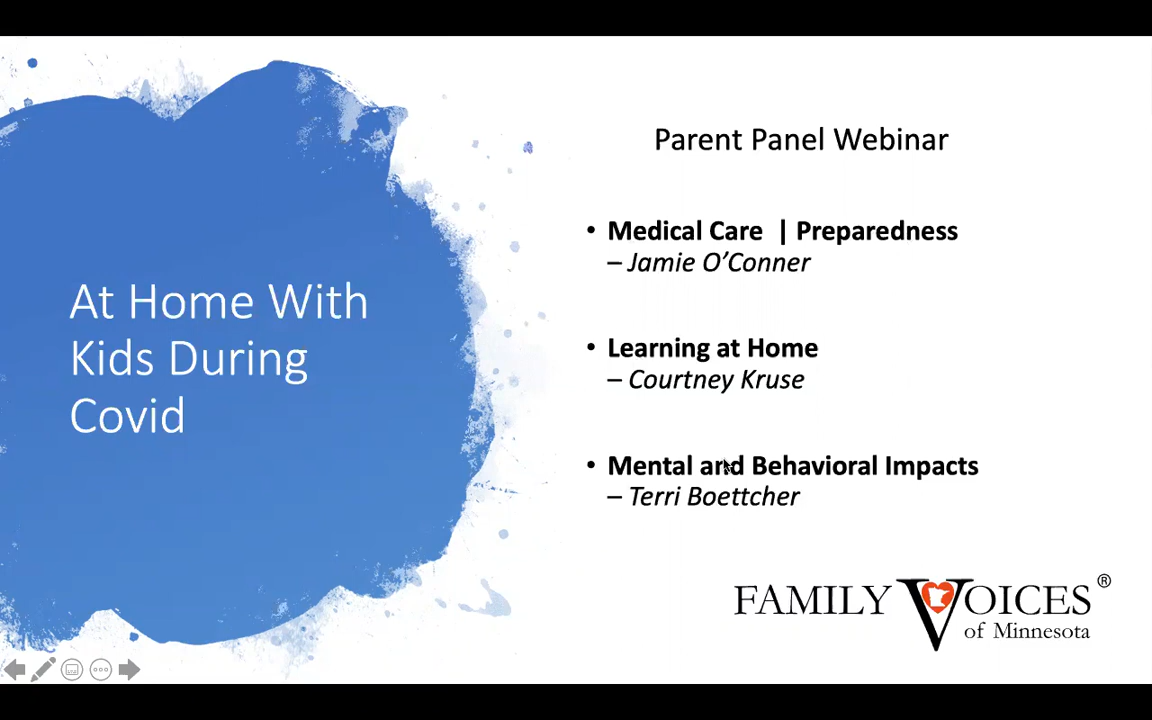 At Home With
Kids During
Covid
Parent Panel Webinar
• Medical Care | Preparedness
– Jamie O’Conner
• Learning at Home
– Courtney Kruse
• Mental and Behavioral Impacts
– Terri Boettcher
FAMILY VOICES®
of Minnesota